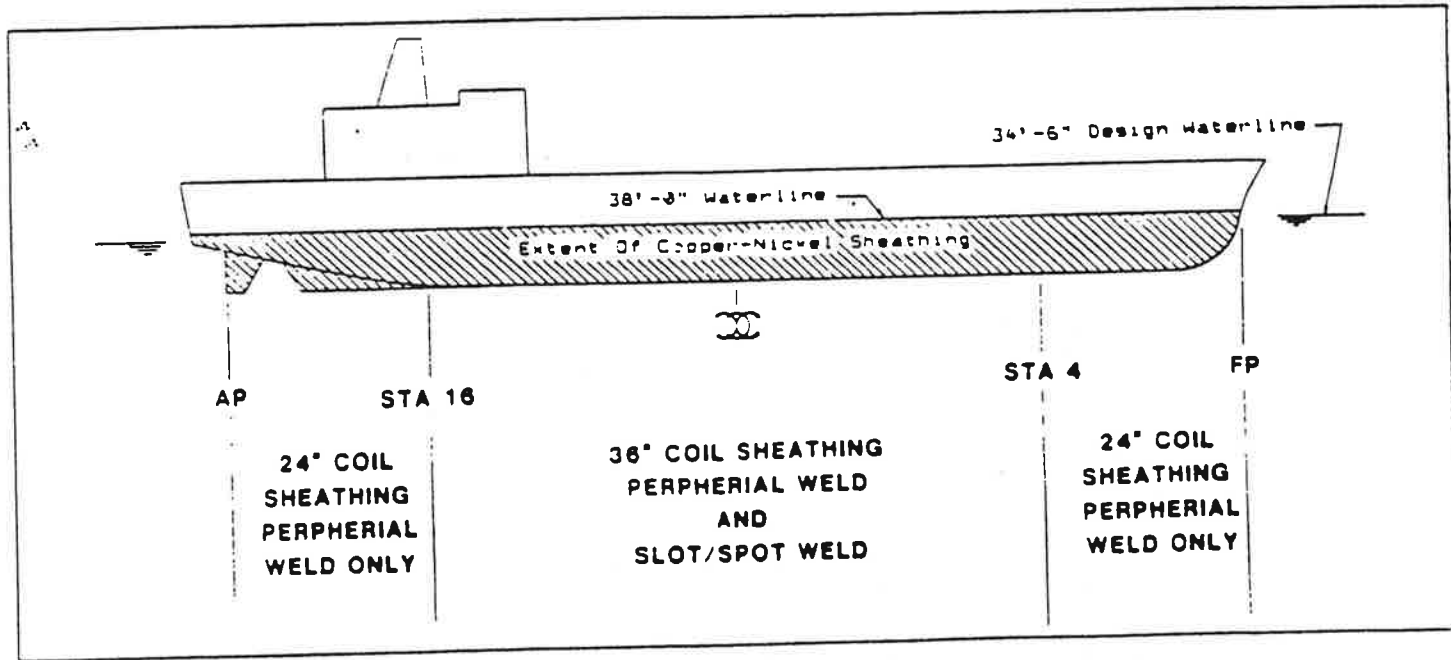 34'-6" Design Waterline
38'-0" Waterline
Extent Of Copper-Nickel Sheathing
AP
STA 16
STA 4
FP
24" COIL
SHEATHING
PERPHERIAL
WELD ONLY
36" COIL SHEATHING
PERPHERIAL WELD
AND
SLOT/SPOT WELD
24" COIL
SHEATHING
PERPHERIAL
WELD ONLY